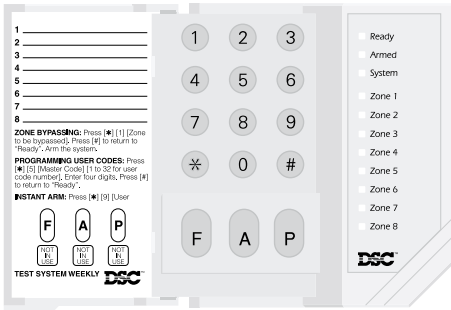 1
2
3
4
5
6
7
8
ZONE BYPASSING: Press [✱] [1] [Zone
to be bypassed]. Press [#] to return to
"Ready". Arm the system.
PROGRAMMING USER CODES: Press
[✱] [5] [Master Code] [1 to 32 for user
code number]. Enter four digits. Press [#]
to return to "Ready".
INSTANT ARM: Press [✱] [9] [User
F A P
NOT IN USE
NOT IN USE
NOT IN USE
TEST SYSTEM WEEKLY DSC™
1 2 3
4 5 6
7 8 9
✱ 0 #
F A P
Ready
Armed
System
Zone 1
Zone 2
Zone 3
Zone 4
Zone 5
Zone 6
Zone 7
Zone 8
DSC™